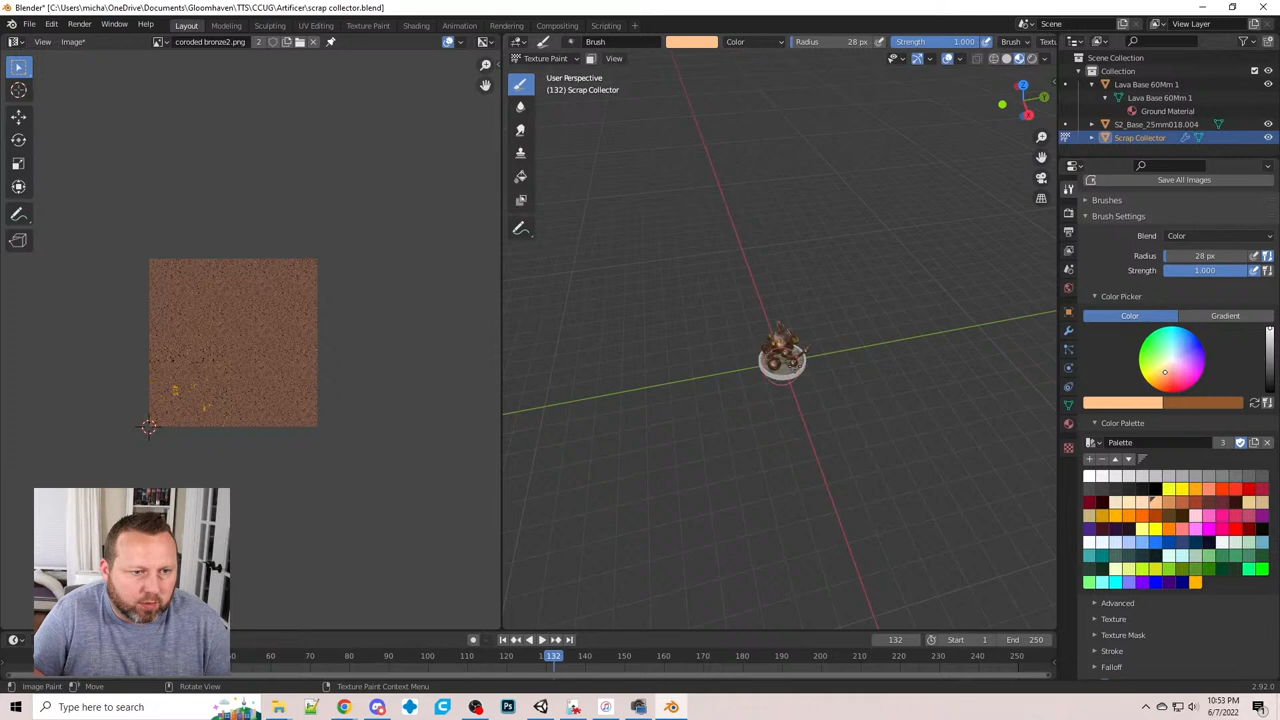 Blender* [C:\Users\micha\OneDrive\Documents\Gloomhaven\TTS\CCUG\Artificer\scrap collector.blend]
File Edit Render Window Help
Layout Modeling Sculpting UV Editing Texture Paint Shading Animation Rendering Compositing Scripting
Scene
View Layer
View Image*
coroded bronze2.png
2
Brush
Color
Radius 28 px
Strength 1.000
Brush
Textu
Texture Paint
View
User Perspective
(132) Scrap Collector
X
Y
Z
Scene Collection
Collection
Lava Base 60Mm 1
Lava Base 60Mm 1
Ground Material
S2_Base_25mm018.004
Scrap Collector
Save All Images
Brushes
Brush Settings
Blend Color
Radius 28 px
Strength 1.000
Color Picker
Color Gradient
Color Palette
Palette 3
Advanced
Texture
Texture Mask
Stroke
Falloff
132
Start 1
End 250
50 60 70 80 90 100 110 120 132 140 150 160 170 180 190 200 210 220 230 240 250
Image Paint
Move
Rotate View
Texture Paint Context Menu
2.92.0
Type here to search
Ps
10:53 PM
6/7/2022